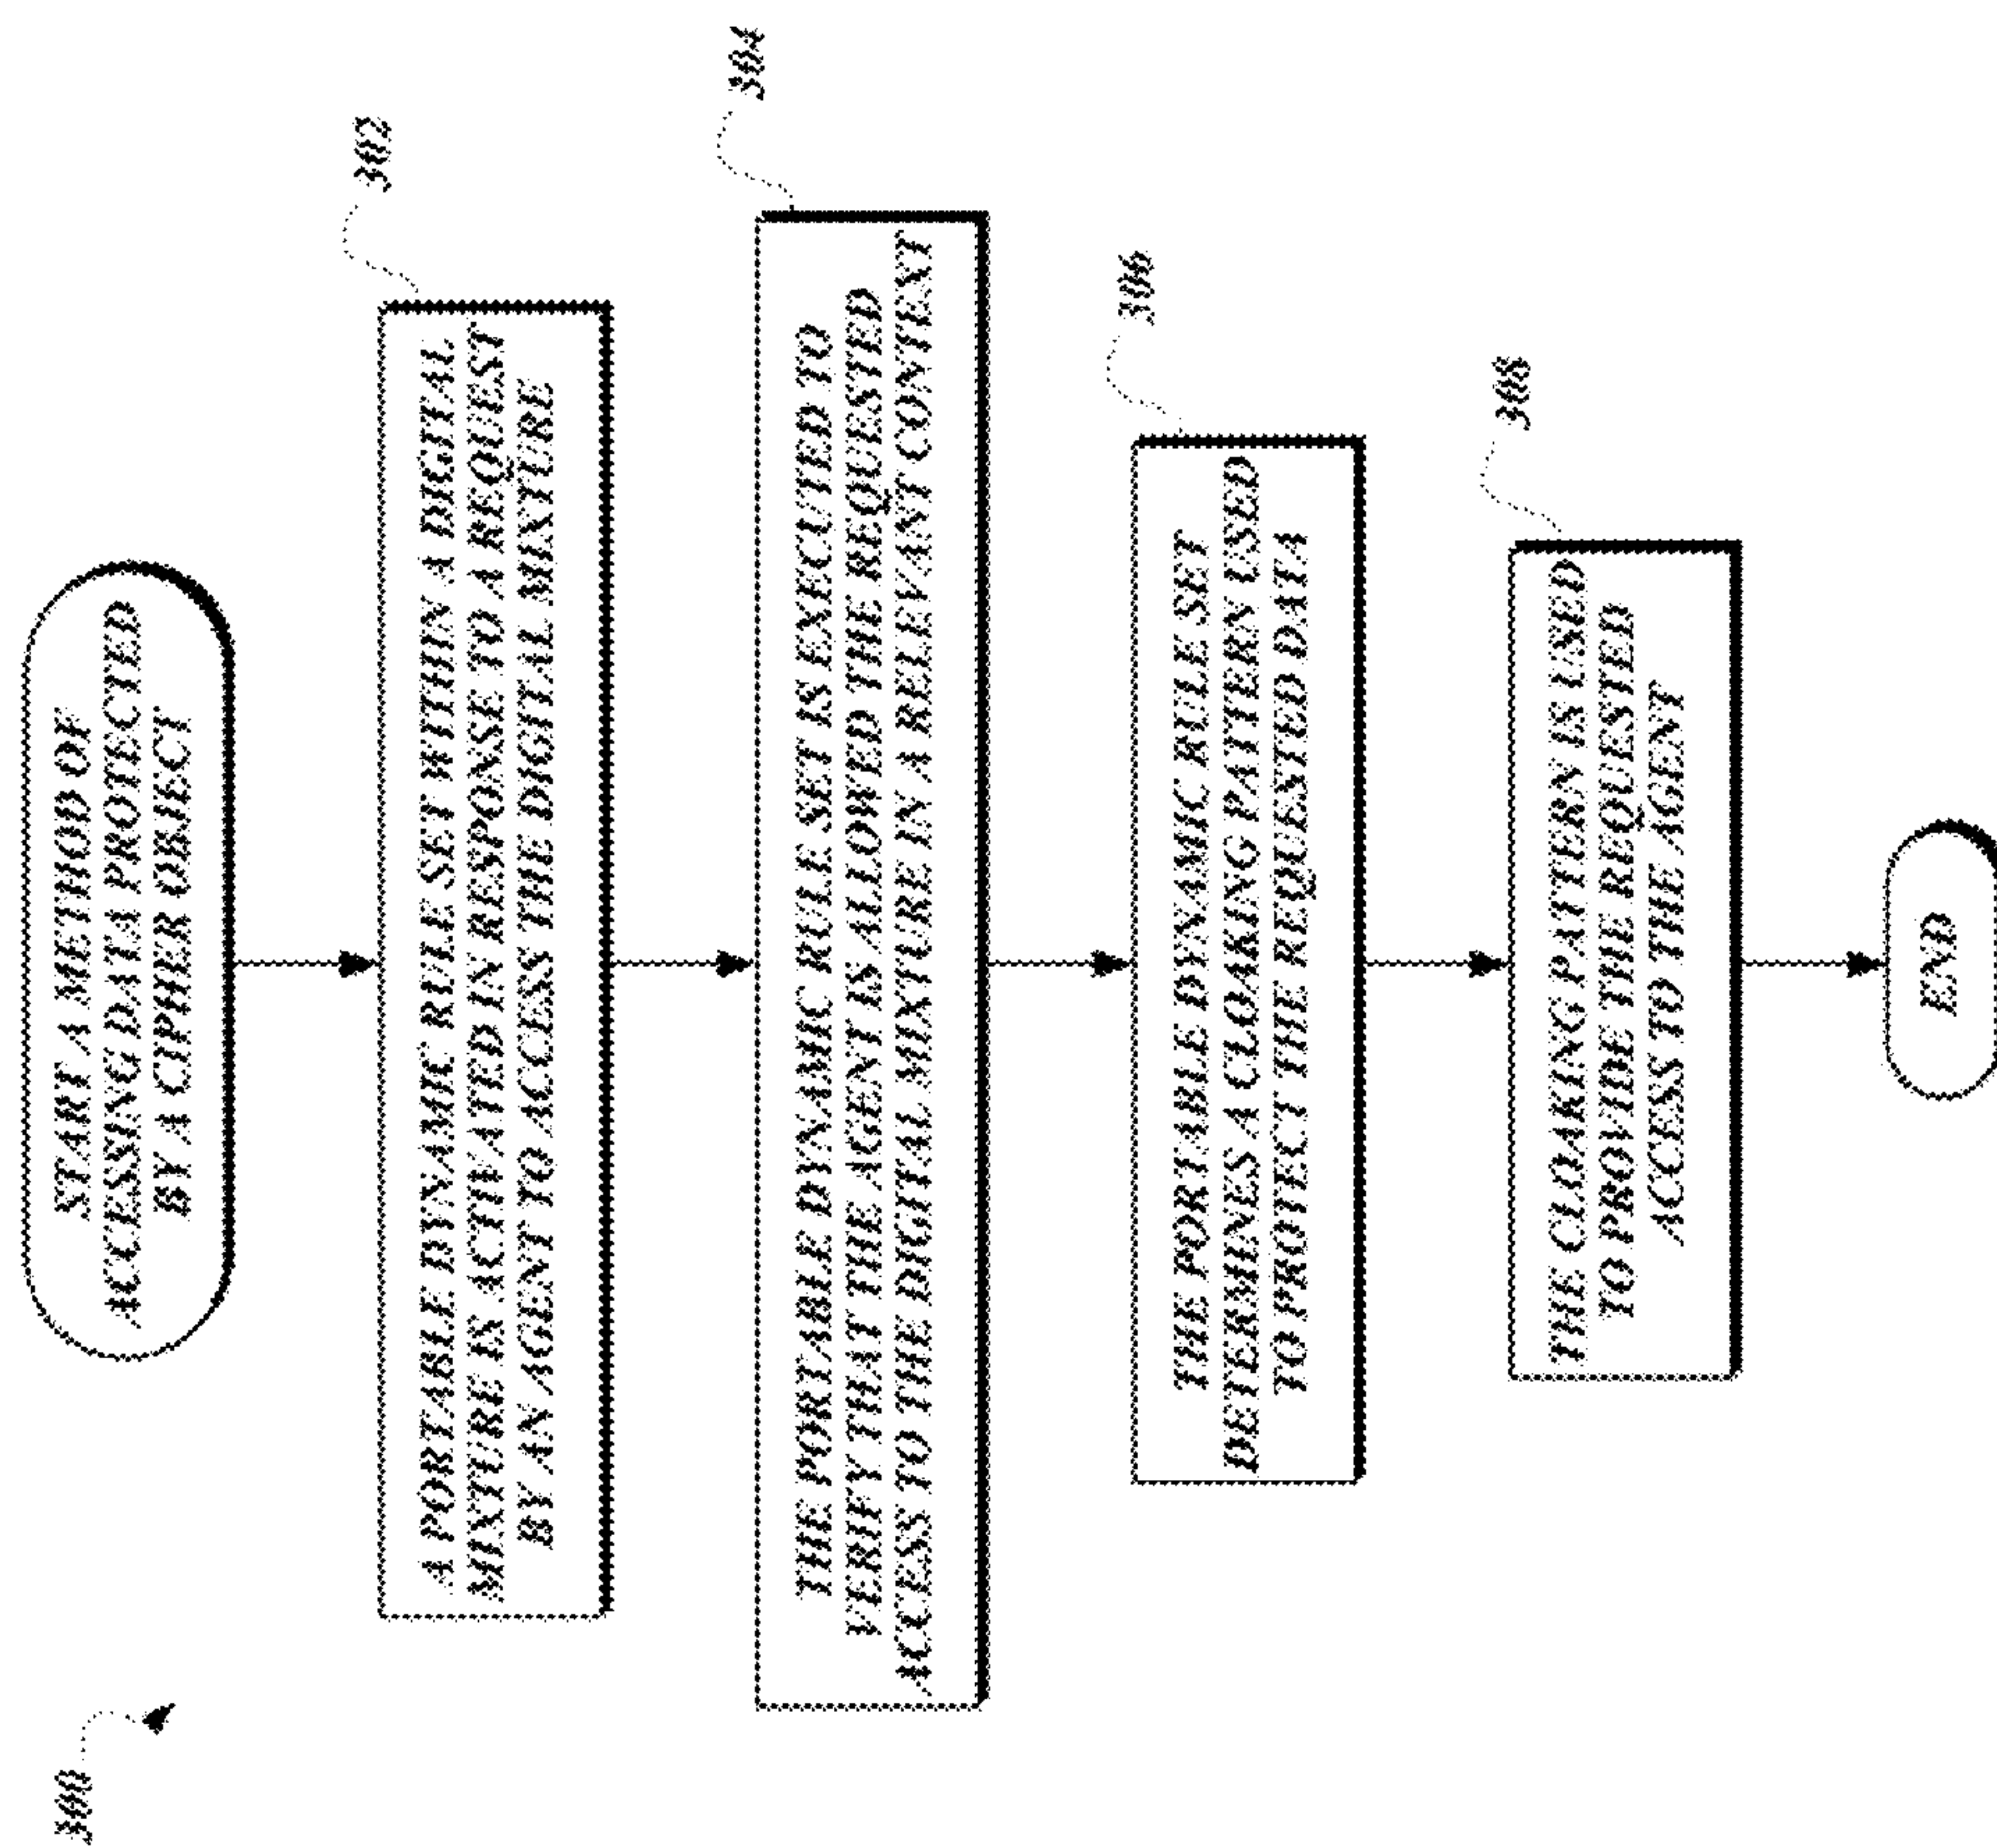 300
START A METHOD OF
ACCESSING DATA PROTECTED
BY A CIPHER OBJECT
302
A PORTABLE DYNAMIC RULE SET WITHIN A DIGITAL
MIXTURE IS ACTIVATED IN RESPONSE TO A REQUEST
BY AN AGENT TO ACCESS THE DIGITAL MIXTURE
304
THE PORTABLE DYNAMIC RULE SET IS EXECUTED TO
VERIFY THAT THE AGENT IS ALLOWED THE REQUESTED
ACCESS TO THE DIGITAL MIXTURE IN A RELEVANT CONTEXT
306
THE PORTABLE DYNAMIC RULE SET
DETERMINES A CLOAKING PATTERN USED
TO PROTECT THE REQUESTED DATA
308
THE CLOAKING PATTERN IS USED
TO PROVIDE THE REQUESTED
ACCESS TO THE AGENT
END